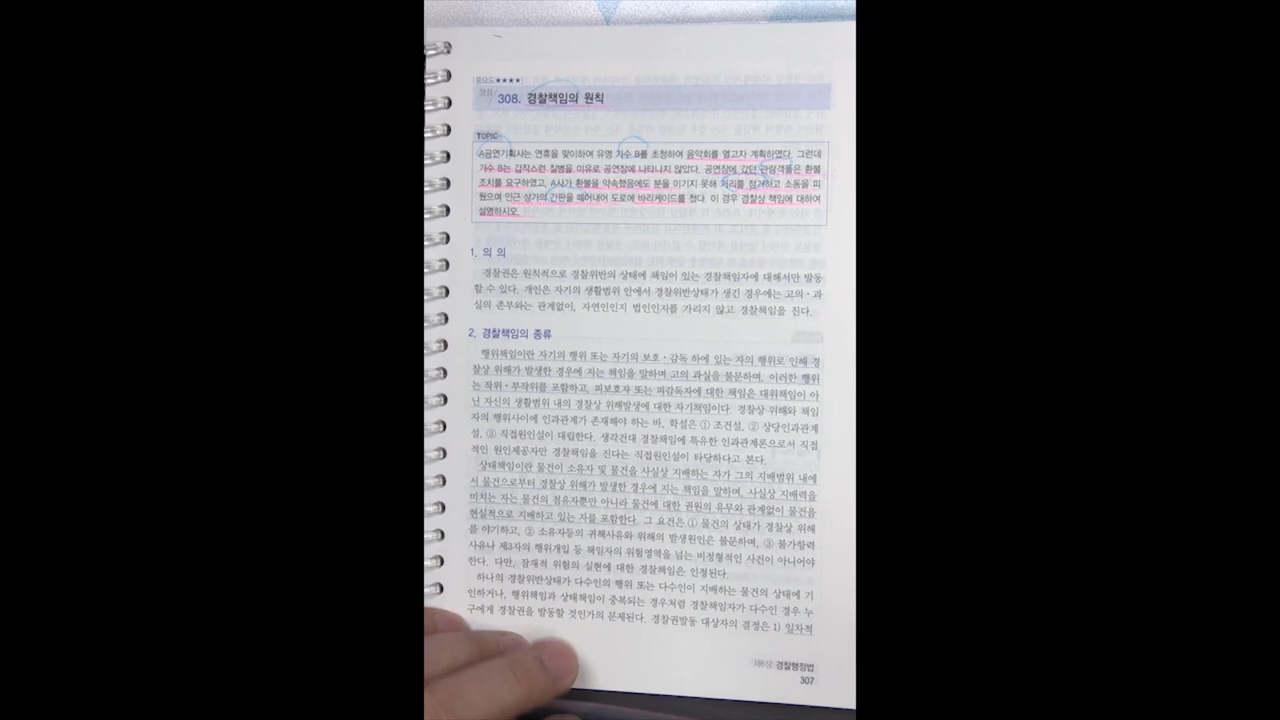 [중요도★★★★]
308. 경찰책임의 원칙
TOPIC
A공연기획사는 연휴을 맞이하여 유명 가수 B를 초청하여 음악회를 열고자 계획하였다. 그런데
가수 B는 갑작스런 질병을 이유로 공연장에 나타나지 않았다. 공연장에 갔던 관람객들은 환불
조치를 요구하였고, A사가 환불을 약속했음에도 분을 이기지 못해 거리를 점거하고 소동을 피
웠으며 인근 상가의 간판을 떼어내어 도로에 바리케이드를 쳤다. 이 경우 경찰상 책임에 대하여
설명하시오.
1. 의 의
경찰권은 원칙적으로 경찰위반의 상태에 책임이 있는 경찰책임자에 대해서만 발동
할 수 있다. 개인은 자기의 생활범위 안에서 경찰위반상태가 생긴 경우에는 고의·과
실의 존부와는 관계없이, 자연인인지 법인인지를 가리지 않고 경찰책임을 진다.
2. 경찰책임의 종류
행위책임이란 자기의 행위 또는 자기의 보호·감독 하에 있는 자의 행위로 인해 경
찰상 위해가 발생한 경우에 지는 책임을 말하며 고의 과실을 불문하며, 이러한 행위
는 작위·부작위를 포함하고, 피보호자 또는 피감독자에 대한 책임은 대위책임이 아
닌 자신의 생활범위 내의 경찰상 위해발생에 대한 자기책임이다. 경찰상 위해와 책임
자의 행위사이에 인과관계가 존재해야 하는 바, 학설은 ① 조건설, ② 상당인과관계
설, ③ 직접원인설이 대립한다. 생각건대 경찰책임에 특유한 인과관계론으로서 직접
적인 원인제공자만 경찰책임을 진다는 직접원인설이 타당하다고 본다.
상태책임이란 물건이 소유자 및 물건을 사실상 지배하는 자가 그의 지배범위 내에
서 물건으로부터 경찰상 위해가 발생한 경우에 지는 책임을 말하며, 사실상 지배력을
미치는 자는 물건의 점유자뿐만 아니라 물건에 대한 권원의 유무와 관계없이 물건을
현실적으로 지배하고 있는 자를 포함한다. 그 요건은 ① 물건의 상태가 경찰상 위해
를 야기하고, ② 소유자등의 귀책사유와 위해의 발생원인은 불문하며, ③ 불가항력
사유나 제3자의 행위개입 등 책임자의 위험영역을 넘는 비정형적인 사건이 아니어야
한다. 다만, 잠재적 위험의 실현에 대한 경찰책임은 인정된다.
하나의 경찰위반상태가 다수인의 행위 또는 다수인이 지배하는 물건의 상태에 기
인하거나, 행위책임과 상태책임이 중복되는 경우처럼 경찰책임자가 다수인 경우 누
구에게 경찰권을 발동할 것인가의 문제된다. 경찰권발동 대상자의 결정은 1) 일차적
제6장 경찰행정법
307